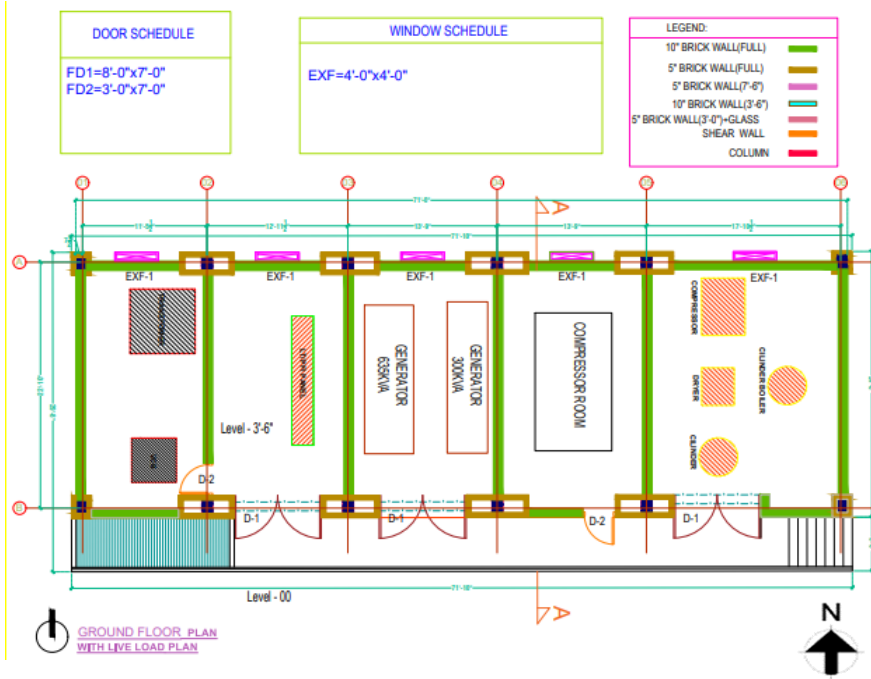 DOOR SCHEDULE
FD1=8'-0"x7'-0"
FD2=3'-0"x7'-0"
WINDOW SCHEDULE
EXF=4'-0"x4'-0"
LEGEND:
10" BRICK WALL(FULL)
5" BRICK WALL(FULL)
5" BRICK WALL(7'-6")
10" BRICK WALL(3'-6")
5" BRICK WALL(3'-0")+GLASS
SHEAR WALL
COLUMN
A
A
EXF-1
EXF-1
EXF-1
EXF-1
EXF-1
TRANSFORMER
GENERATOR
635KVA
GENERATOR
300KVA
COMPRESSOR ROOM
COMPRESSOR
DRYER
CILINDER BOILER
CILINDER
Level - 3'-6"
D-2
B
D-1
D-1
D-2
D-1
Level - 00
71'-10"
A
GROUND FLOOR PLAN
WITH LIVE LOAD PLAN
N